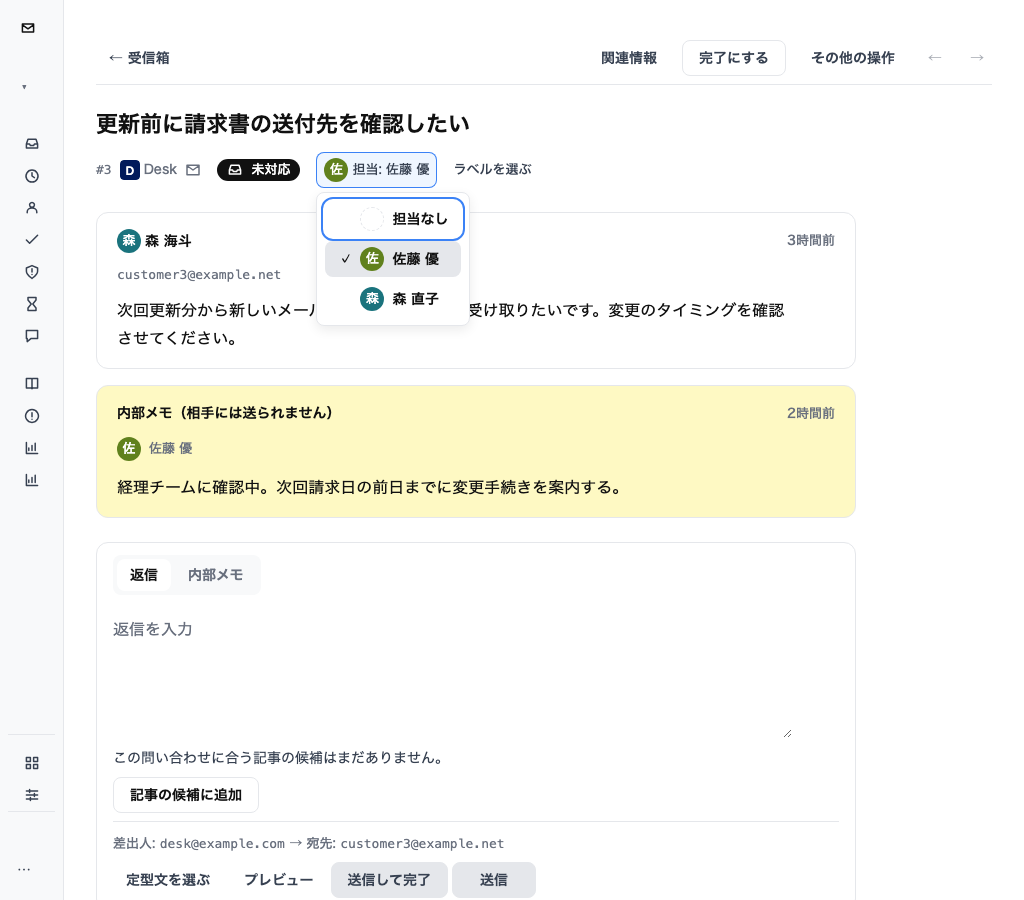 ← 受信箱
関連情報
完了にする
その他の操作
← →
更新前に請求書の送付先を確認したい
#3 D Desk 未対応 佐 担当: 佐藤 優 ラベルを選ぶ
担当なし
✓ 佐 佐藤 優
森 森 直子
森 森 海斗 3時間前
customer3@example.net
次回更新分から新しいメー 受け取りたいです。変更のタイミングを確認
させてください。
内部メモ（相手には送られません） 2時間前
佐 佐藤 優
経理チームに確認中。次回請求日の前日までに変更手続きを案内する。
返信 内部メモ
返信を入力
この問い合わせに合う記事の候補はまだありません。
記事の候補に追加
差出人: desk@example.com → 宛先: customer3@example.net
定型文を選ぶ プレビュー 送信して完了 送信